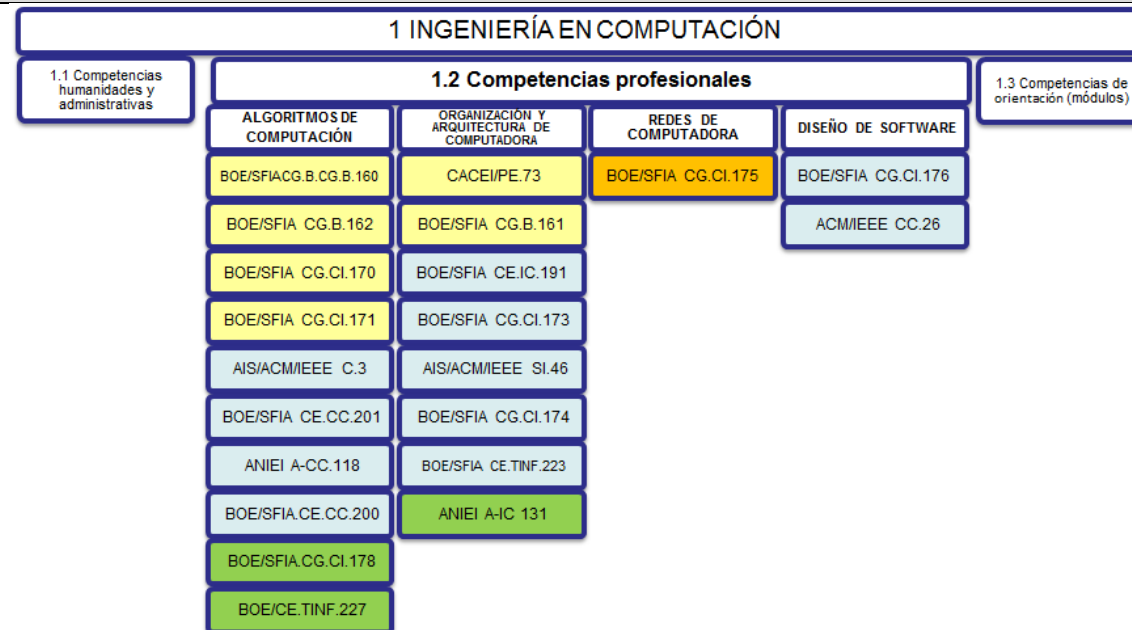 1 INGENIERÍA EN COMPUTACIÓN
1.1 Competencias
humanidades y
administrativas
1.2 Competencias profesionales
1.3 Competencias de
orientación (módulos)
ALGORITMOS DE
COMPUTACIÓN
ORGANIZACIÓN Y
ARQUITECTURA DE
COMPUTADORA
REDES DE
COMPUTADORA
DISEÑO DE SOFTWARE
BOE/SFIACG.B.CG.B.160
CACEI/PE.73
BOE/SFIA CG.CI.175
BOE/SFIA CG.CI.176
BOE/SFIA CG.B.162
BOE/SFIA CG.B.161
ACM/IEEE CC.26
BOE/SFIA CG.CI.170
BOE/SFIA CE.IC.191
BOE/SFIA CG.CI.171
BOE/SFIA CG.CI.173
AIS/ACM/IEEE C.3
AIS/ACM/IEEE SI.46
BOE/SFIA CE.CC.201
BOE/SFIA CG.CI.174
ANIEI A-CC.118
BOE/SFIA CE.TINF.223
BOE/SFIA.CE.CC.200
ANIEI A-IC 131
BOE/SFIA.CG.CI.178
BOE/CE.TINF.227